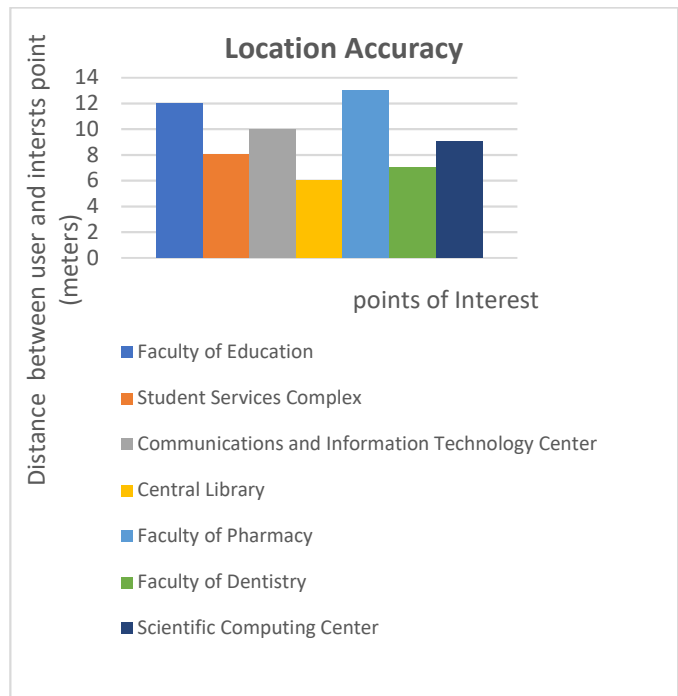 Location Accuracy
Distance between user and intersts point
(meters)
14
12
10
8
6
4
2
0
points of Interest
Faculty of Education
Student Services Complex
Communications and Information Technology Center
Central Library
Faculty of Pharmacy
Faculty of Dentistry
Scientific Computing Center